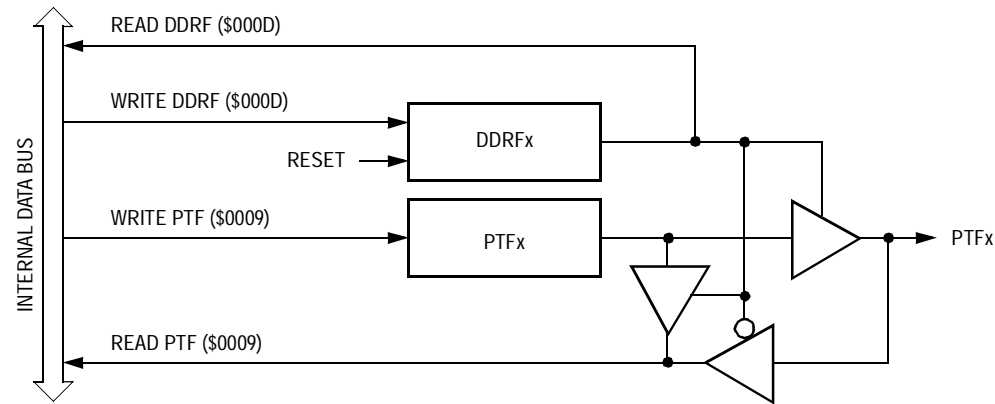 READ DDRF ($000D)
WRITE DDRF ($000D)
DDRFx
RESET
INTERNAL DATA BUS
WRITE PTF ($0009)
PTFx
PTFx
READ PTF ($0009)